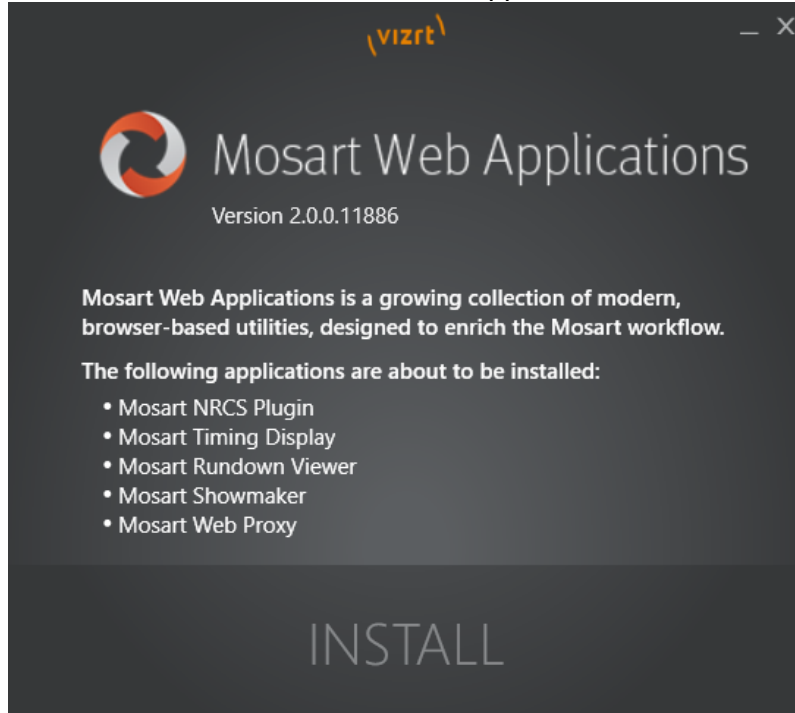 vizrt
Mosart Web Applications
Version 2.0.0.11886
Mosart Web Applications is a growing collection of modern,
browser-based utilities, designed to enrich the Mosart workflow.
The following applications are about to be installed:
• Mosart NRCS Plugin
• Mosart Timing Display
• Mosart Rundown Viewer
• Mosart Showmaker
• Mosart Web Proxy
INSTALL